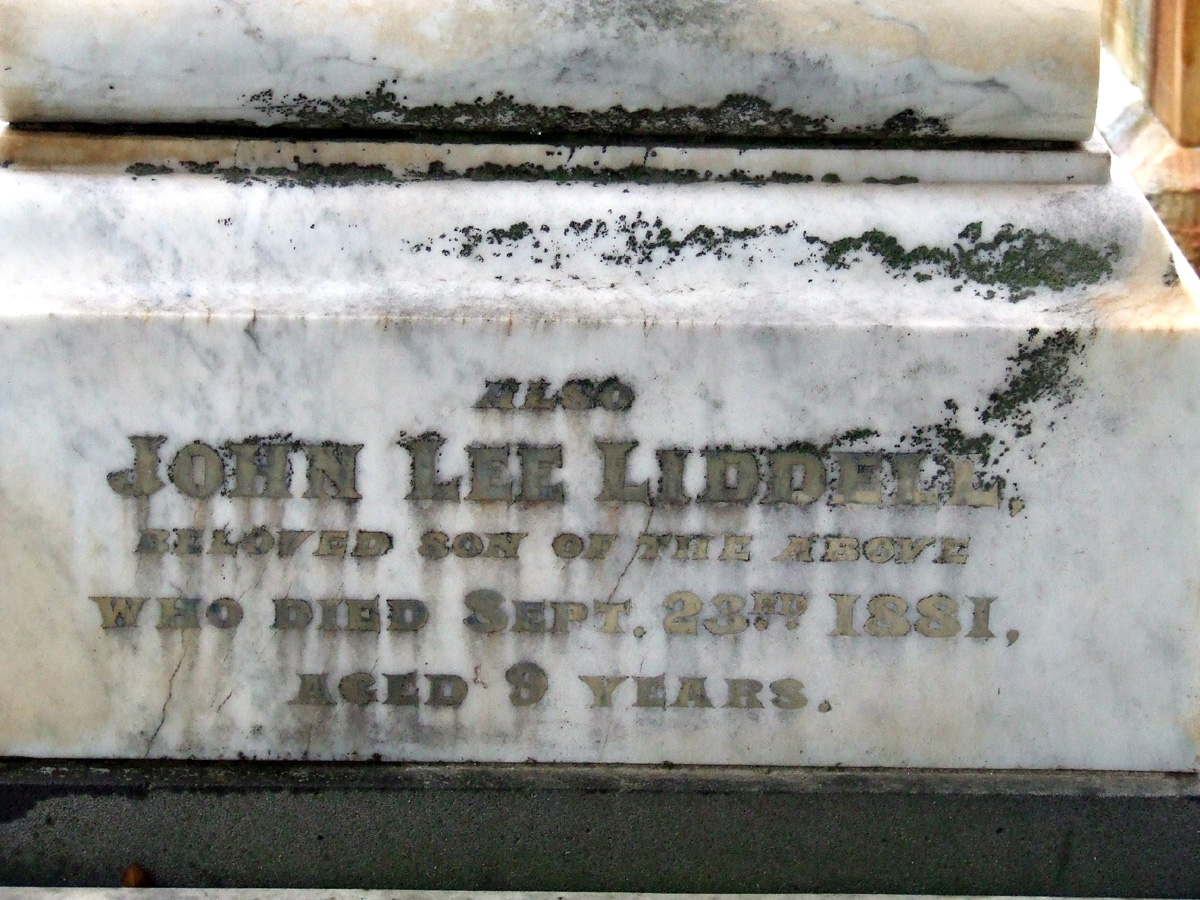 ALSO
JOHN LEE LIDDELL,
BELOVED SON OF THE ABOVE
WHO DIED SEPT. 23RD 1881,
AGED 9 YEARS.